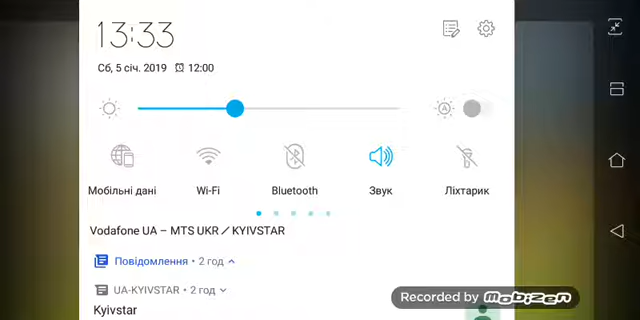 13:33
Сб, 5 січ. 2019 12:00
A
Мобільні дані Wi-Fi Bluetooth Звук Ліхтарик
Vodafone UA – MTS UKR / KYIVSTAR
Повідомлення • 2 год
UA-KYIVSTAR • 2 год
Kyivstar
Recorded by MOBIZEN